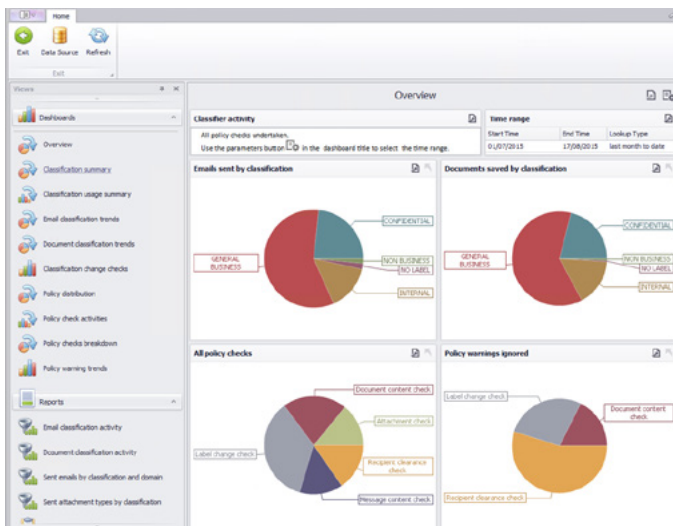 Home
Exit
Data Source
Refresh
Exit
Views
Dashboards
Overview
Classification summary
Classification usage summary
Email classification trends
Document classification trends
Classification change checks
Policy distribution
Policy check activities
Policy checks breakdown
Policy warning trends
Reports
Email classification activity
Document classification activity
Sent emails by classification and domain
Sent attachment types by classification
Overview
Classifier activity
All policy checks undertaken.
Use the parameters button in the dashboard title to select the time range.
Time range
Start Time End Time Lookup Type
01/07/2015 17/08/2015 last month to date
Emails sent by classification
CONFIDENTIAL
GENERAL
BUSINESS
NON BUSINESS
NO LABEL
INTERNAL
Documents saved by classification
CONFIDENTIAL
GENERAL
BUSINESS
NON BUSINESS
NO LABEL
INTERNAL
All policy checks
Document content check
Attachment check
Label change check
Recipient clearance
check
Message content check
Policy warnings ignored
Label change check
Document content
check
Recipient clearance check